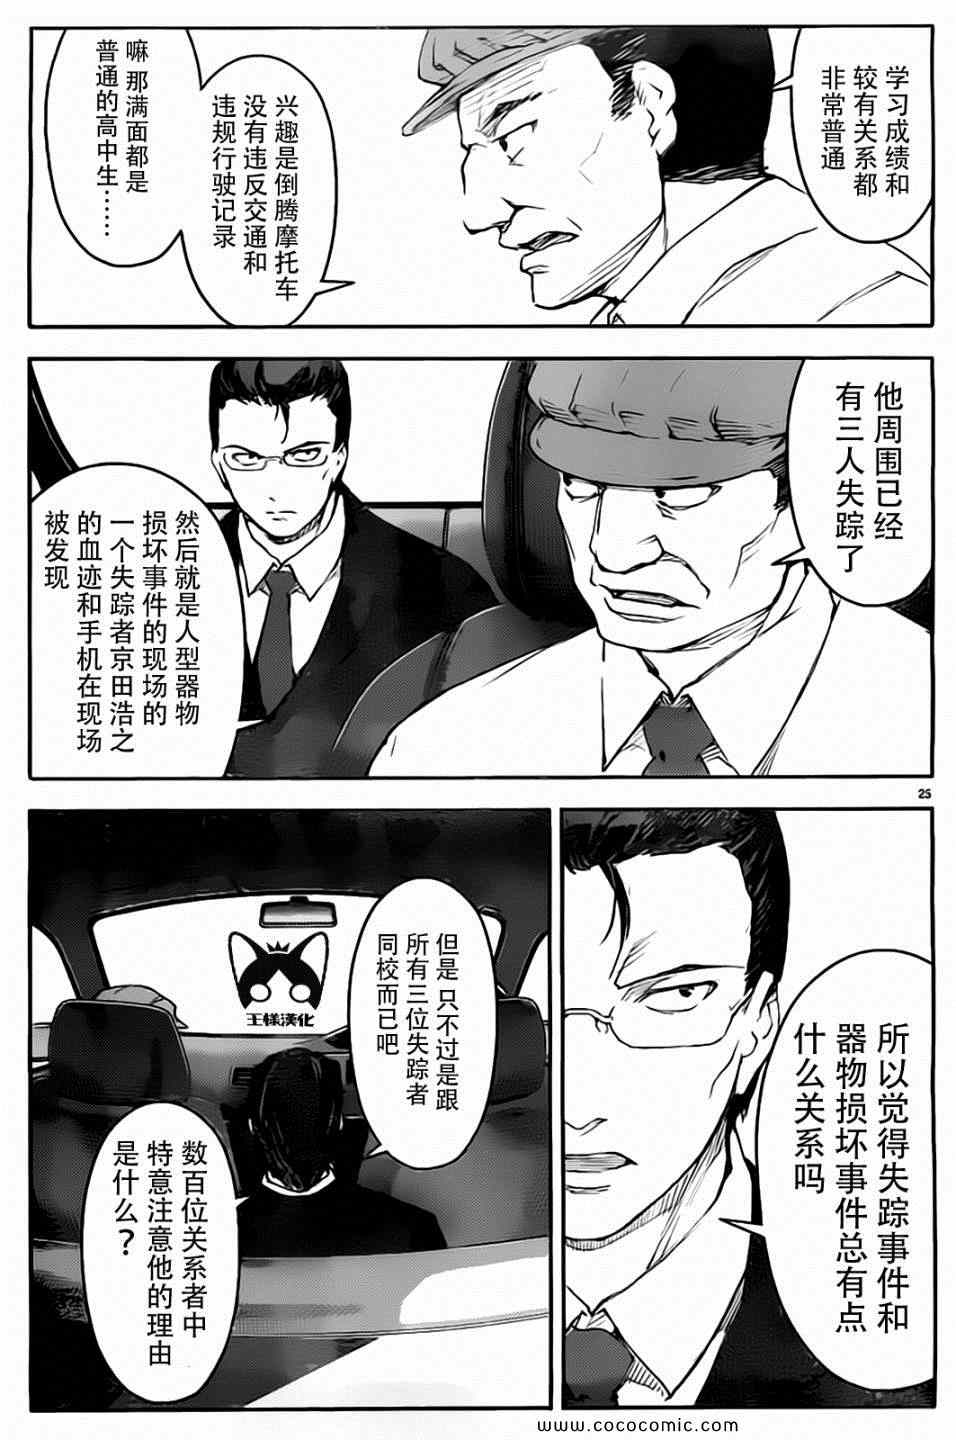 学习成绩和
较有关系都
非常普通
兴趣是倒腾摩托车
没有违反交通和
违规行驶记录
嘛 那满面都是
普通的高中生……
他周围已经
有三人失踪了
然后就是人型器物
损坏事件的现场的
一个失踪者京田浩之
的血迹和手机在现场
被发现
25
所以觉得失踪事件和
器物损坏事件总有点
什么关系吗
但是 只不过是跟
所有三位失踪者
同校而已吧
王様漢化
数百位关系者中
特意注意他的理由
是什么？
www.cococomic.com